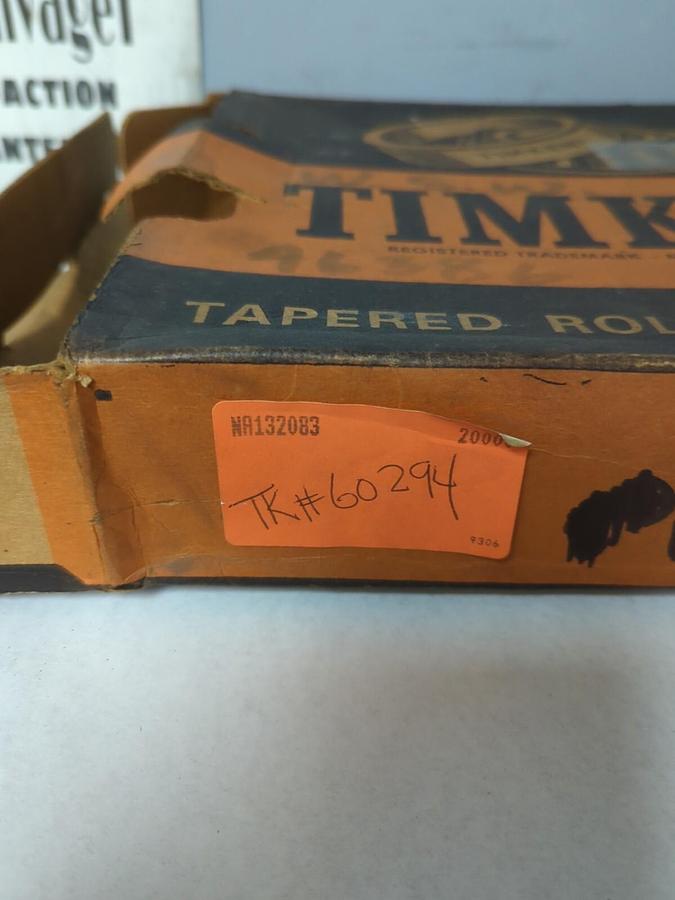 ACTION
TIMK
REGISTERED TRADEMARK
TAPERED ROL
NA132083
2000
TK#60294
9306